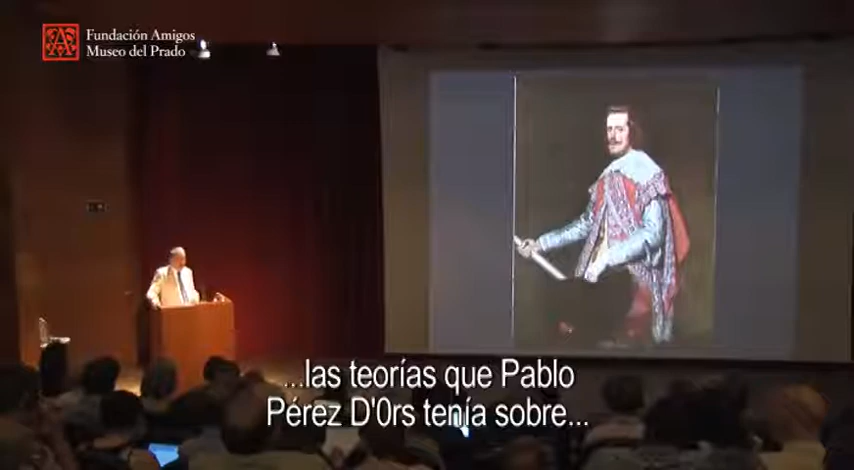 Fundación Amigos
Museo del Prado
...las teorías que Pablo
Pérez D'0rs tenía sobre...